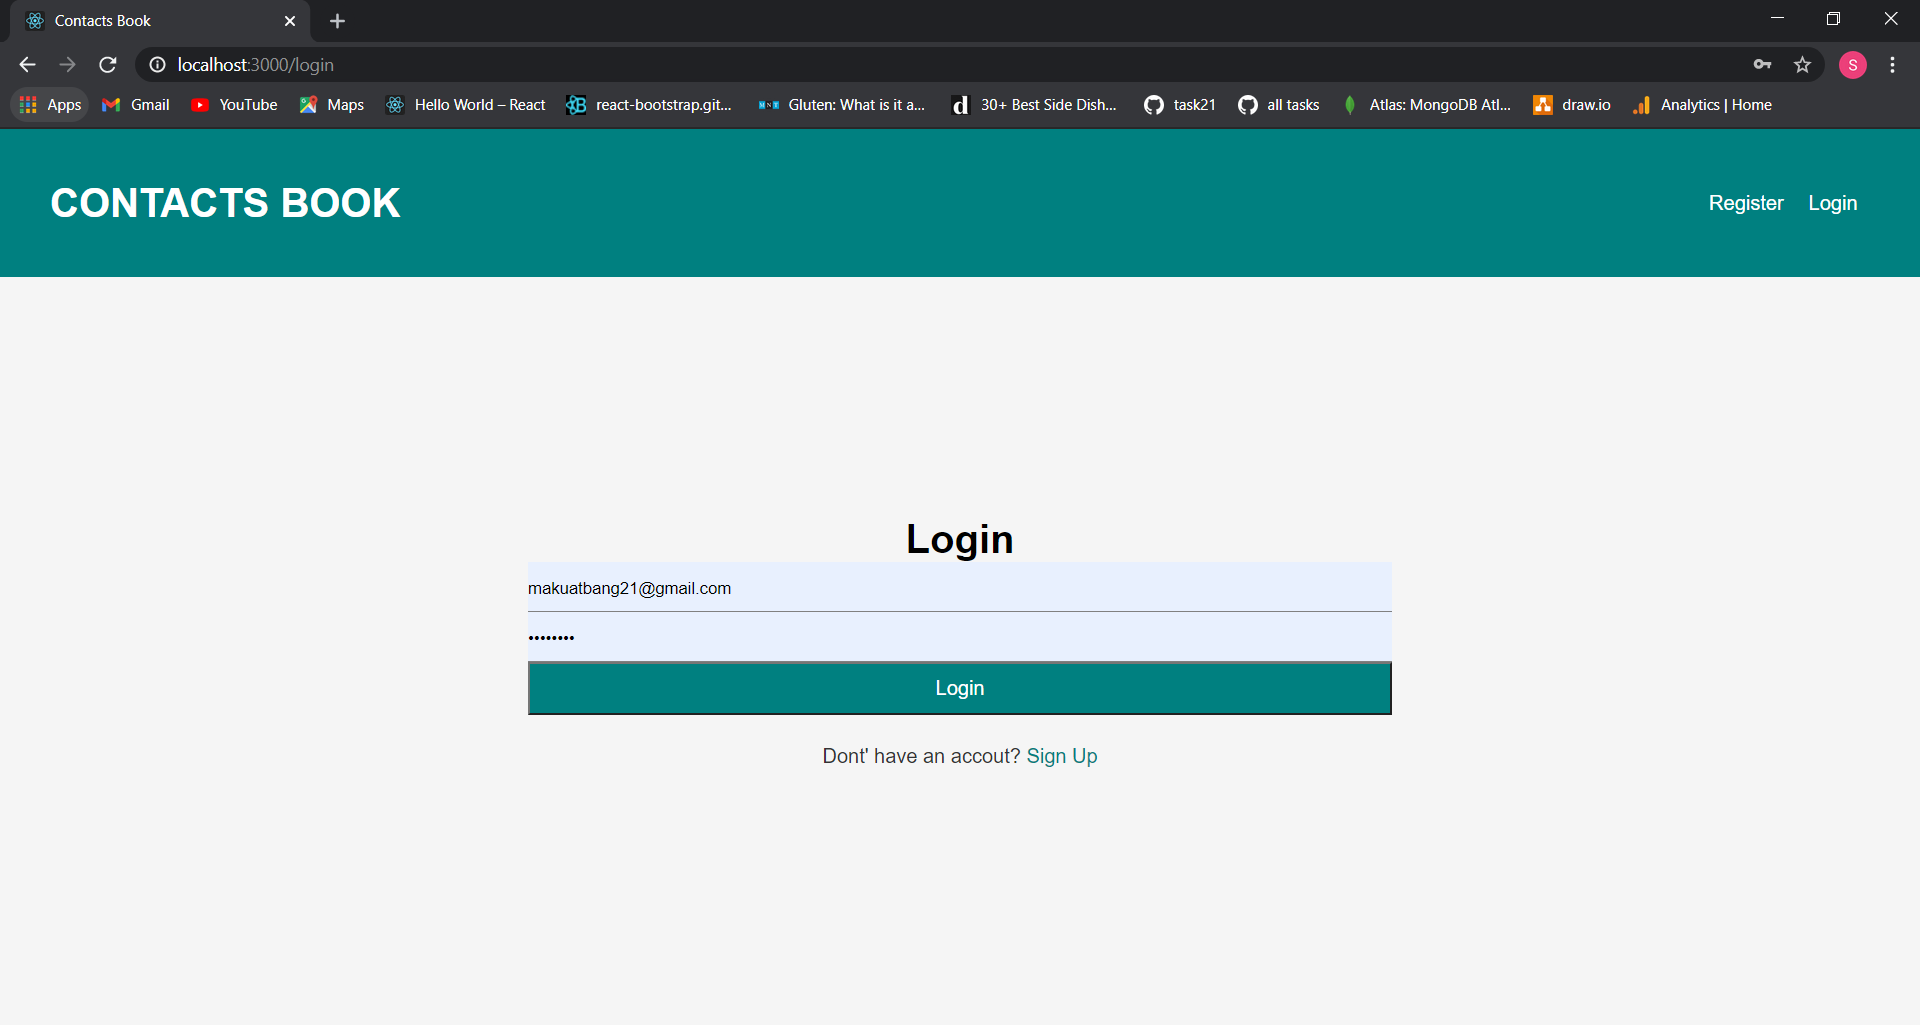 Contacts Book
localhost:3000/login
S
Apps Gmail YouTube Maps Hello World – React react-bootstrap.git... Gluten: What is it a... 30+ Best Side Dish... task21 all tasks Atlas: MongoDB Atl... draw.io Analytics | Home
CONTACTS BOOK Register Login
Login
makuatbang21@gmail.com
••••••••
Login
Dont' have an accout? Sign Up